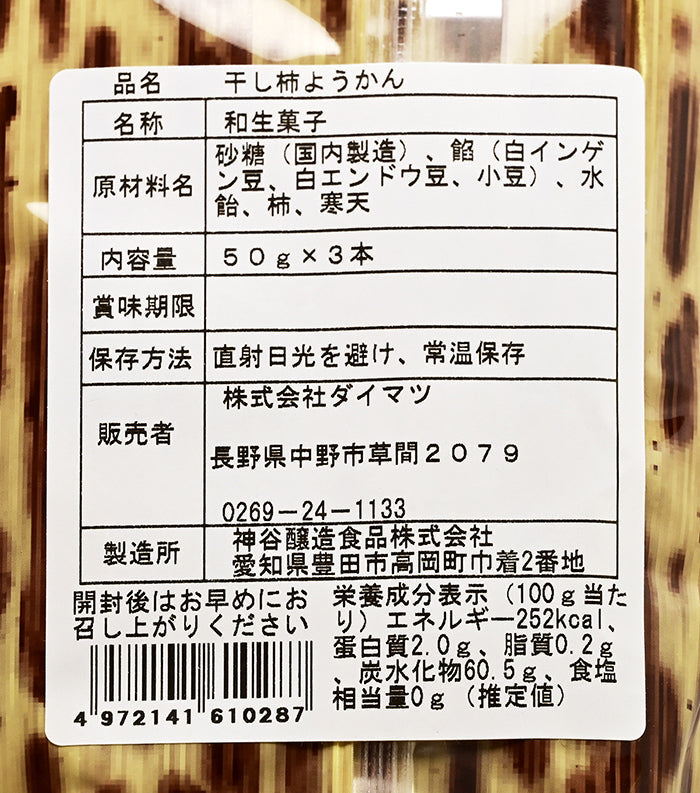 品名 干し柿ようかん
名称 和生菓子
原材料名 砂糖（国内製造）、餡（白インゲ
ン豆、白エンドウ豆、小豆）、水
飴、柿、寒天
内容量 ５０ｇ×３本
賞味期限
保存方法 直射日光を避け、常温保存
販売者 株式会社ダイマツ
長野県中野市草間２０７９
0269－24－1133
製造所 神谷醸造食品株式会社
愛知県豊田市高岡町巾着2番地
開封後はお早めにお
召し上がりください
栄養成分表示（100ｇ当た
り）エネルギー252kcal、
蛋白質2.0ｇ、脂質0.2ｇ
、炭水化物60.5ｇ、食塩
相当量0ｇ（推定値）
4 972141 610287